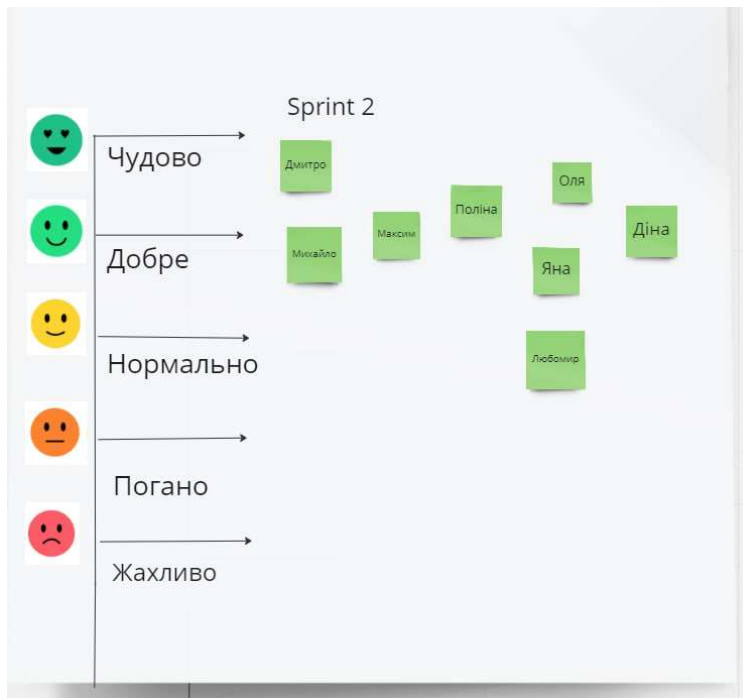 Sprint 2
Чудово
Дмитро
Оля
Поліна
Діна
Максим
Михайло
Добре
Яна
Нормально
Любомир
Погано
Жахливо